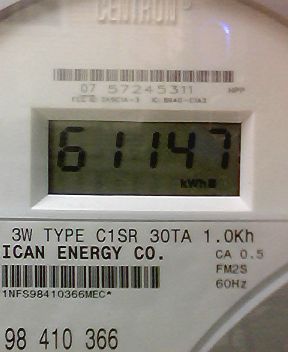 CENTRON
07 57245311 HPP
61147
kWh
3W TYPE C1SR 30TA 1.0Kh
ICAN ENERGY CO. CA 0.5
FM2S
60Hz
1NFS98410366MEC*
98 410 366